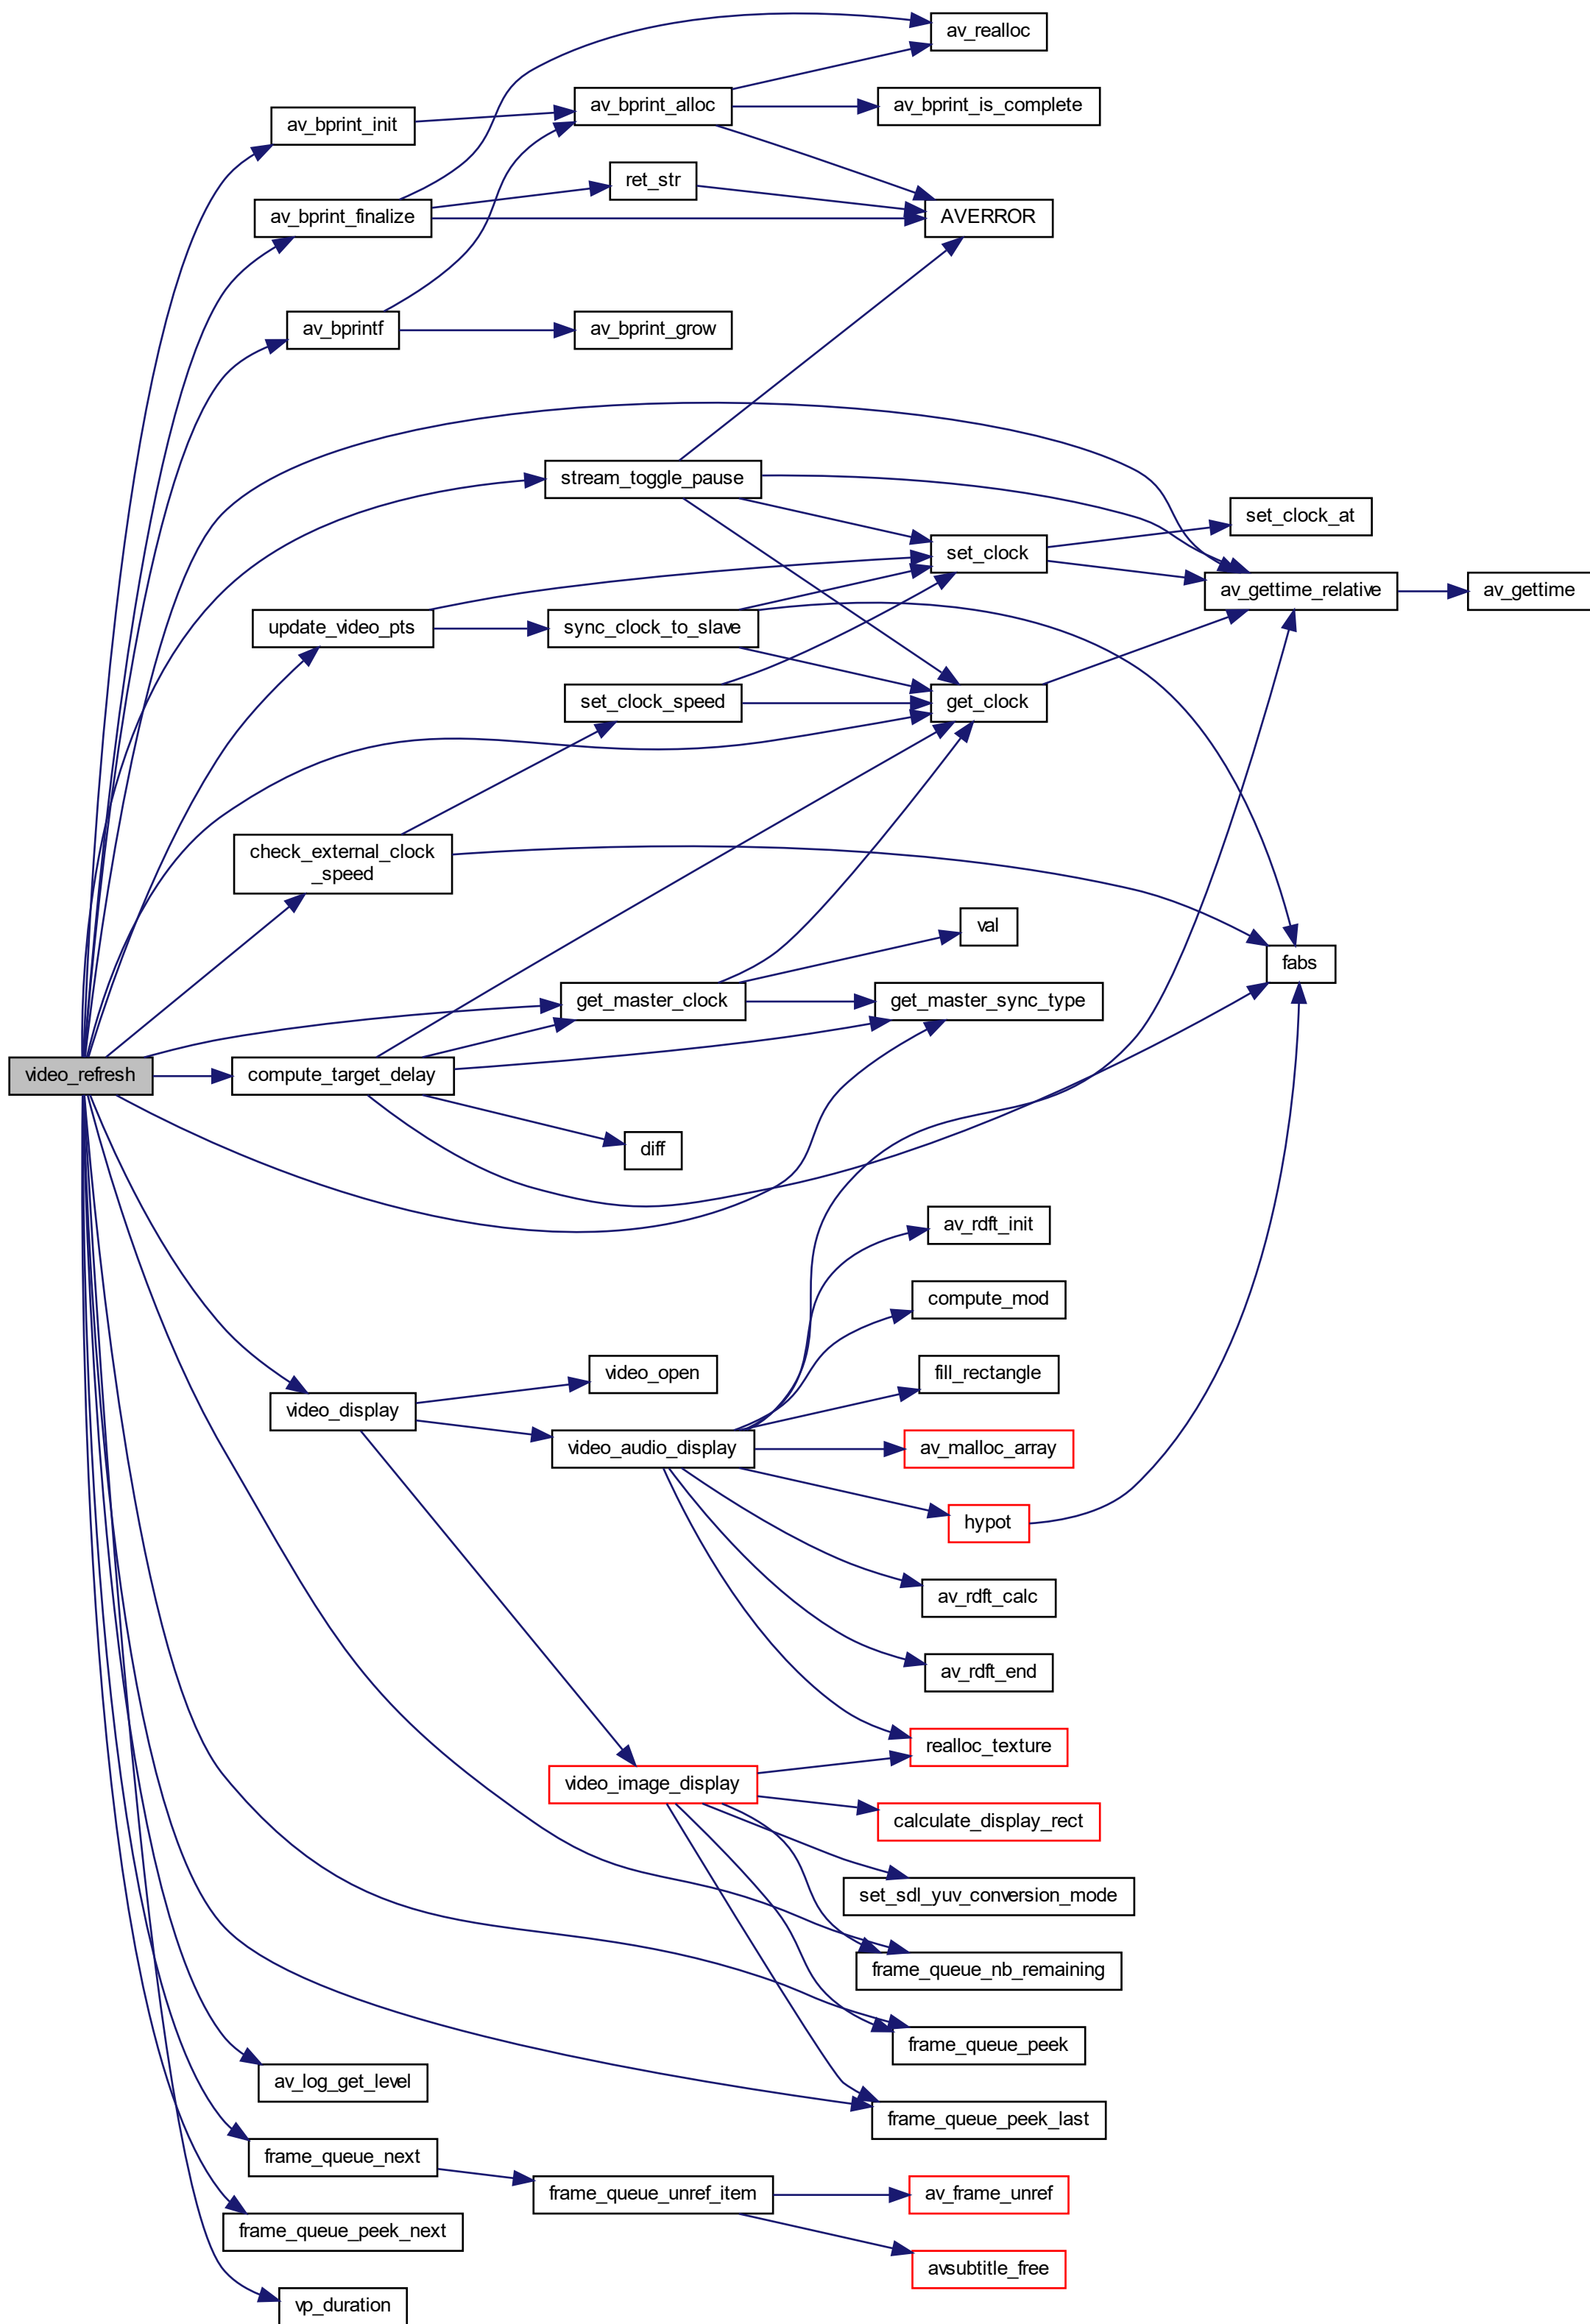 av_realloc
av_bprint_alloc
av_bprint_is_complete
av_bprint_init
ret_str
av_bprint_finalize
AVERROR
av_bprintf
av_bprint_grow
stream_toggle_pause
set_clock_at
set_clock
av_gettime_relative
av_gettime
update_video_pts
sync_clock_to_slave
set_clock_speed
get_clock
check_external_clock
_speed
val
fabs
get_master_clock
get_master_sync_type
video_refresh
compute_target_delay
diff
av_rdft_init
compute_mod
video_open
fill_rectangle
video_display
video_audio_display
av_malloc_array
hypot
av_rdft_calc
av_rdft_end
realloc_texture
video_image_display
calculate_display_rect
set_sdl_yuv_conversion_mode
frame_queue_nb_remaining
frame_queue_peek
av_log_get_level
frame_queue_peek_last
frame_queue_next
frame_queue_unref_item
av_frame_unref
frame_queue_peek_next
avsubtitle_free
vp_duration